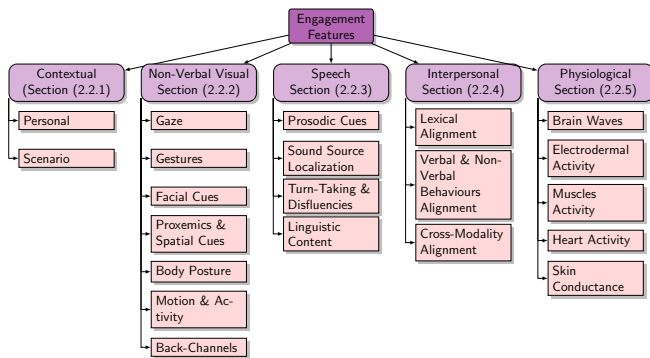 Engagement
Features
Contextual
(Section (2.2.1)
Personal
Scenario
Non-Verbal Visual
Section (2.2.2)
Gaze
Gestures
Facial Cues
Proxemics &
Spatial Cues
Body Posture
Motion & Ac-
tivity
Back-Channels
Speech
Section (2.2.3)
Prosodic Cues
Sound Source
Localization
Turn-Taking &
Disfluencies
Linguistic
Content
Interpersonal
Section (2.2.4)
Lexical
Alignment
Verbal & Non-
Verbal
Behaviours
Alignment
Cross-Modality
Alignment
Physiological
Section (2.2.5)
Brain Waves
Electrodermal
Activity
Muscles
Activity
Heart Activity
Skin
Conductance